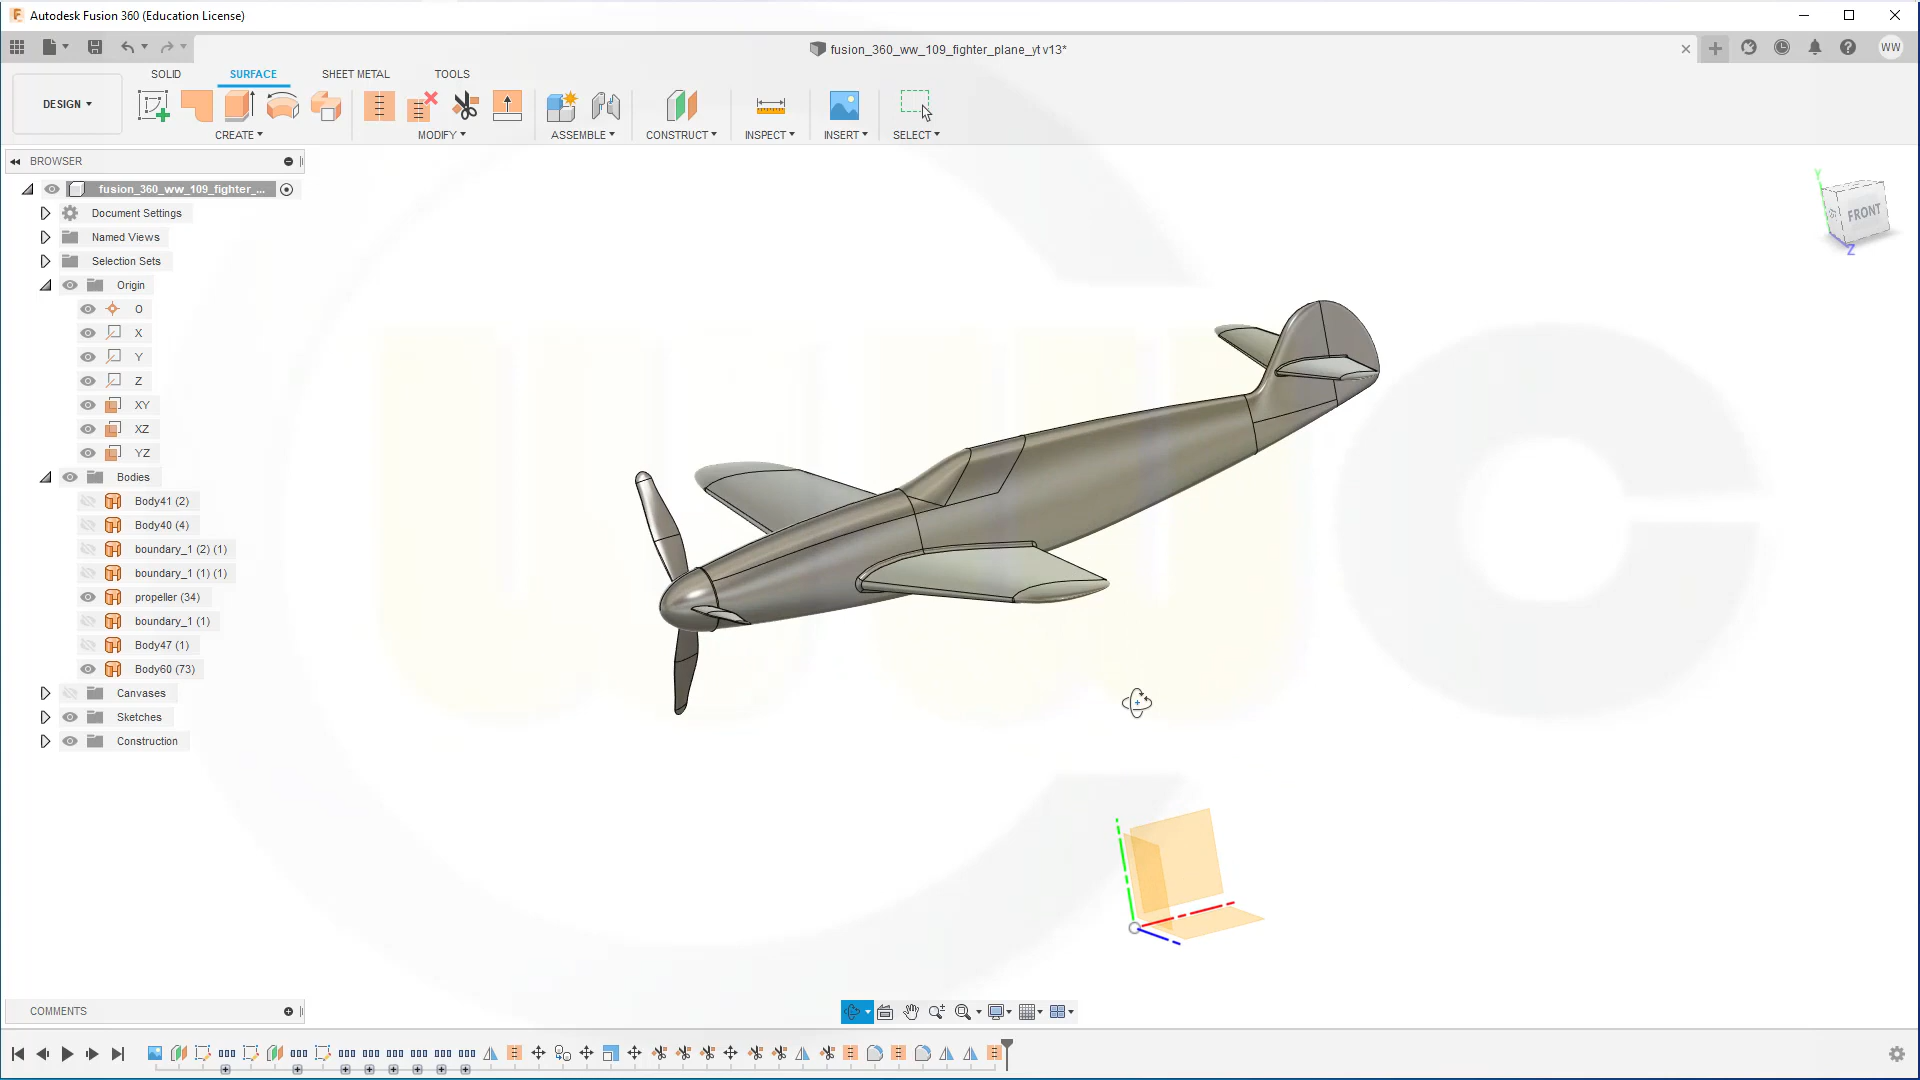 Autodesk Fusion 360 (Education License)
fusion_360_ww_109_fighter_plane_yt v13*
WW
SOLID
SURFACE
SHEET METAL
TOOLS
DESIGN
CREATE
MODIFY
ASSEMBLE
CONSTRUCT
INSPECT
INSERT
SELECT
BROWSER
fusion_360_ww_109_fighter_...
Document Settings
Named Views
Selection Sets
Origin
O
X
Y
Z
XY
XZ
YZ
Bodies
Body41 (2)
Body40 (4)
boundary_1 (2) (1)
boundary_1 (1) (1)
propeller (34)
boundary_1 (1)
Body47 (1)
Body60 (73)
Canvases
Sketches
Construction
Y
FRONT
Z
COMMENTS